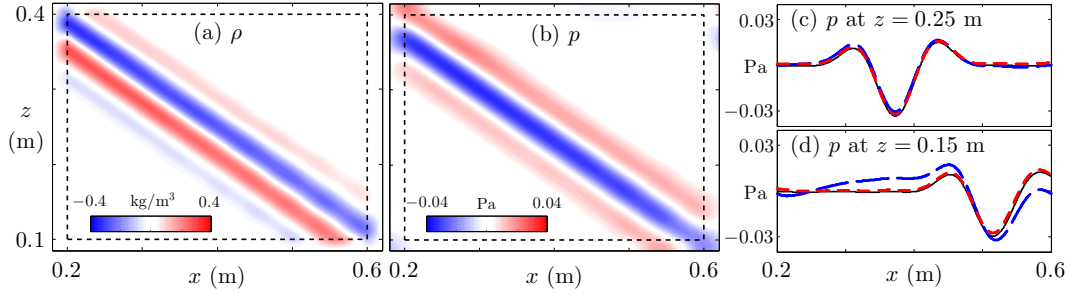 0.4
z
(m)
0.1
(a) ρ
−0.4
kg/m³
0.4
0.2
x (m)
0.6
(b) p
−0.04
Pa
0.04
0.2
x (m)
0.6
(c) p at z = 0.25 m
0.03
Pa
−0.03
(d) p at z = 0.15 m
0.03
Pa
−0.03
0.2
x (m)
0.6